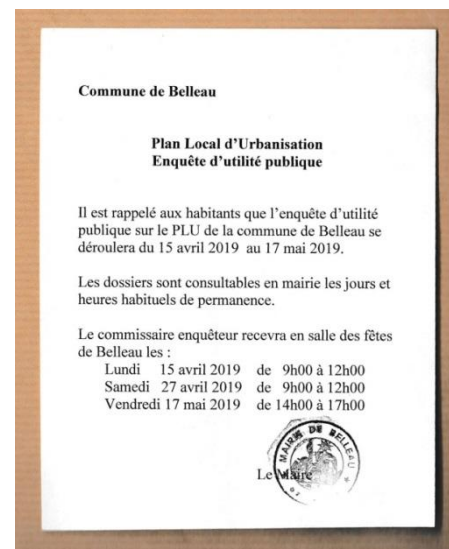 Commune de Belleau
Plan Local d'Urbanisation
Enquête d'utilité publique
Il est rappelé aux habitants que l'enquête d'utilité
publique sur le PLU de la commune de Belleau se
déroulera du 15 avril 2019 au 17 mai 2019.
Les dossiers sont consultables en mairie les jours et
heures habituels de permanence.
Le commissaire enquêteur recevra en salle des fêtes
de Belleau les :
Lundi 15 avril 2019 de 9h00 à 12h00
Samedi 27 avril 2019 de 9h00 à 12h00
Vendredi 17 mai 2019 de 14h00 à 17h00
MAIRIE DE BELLEAU
Le Maire